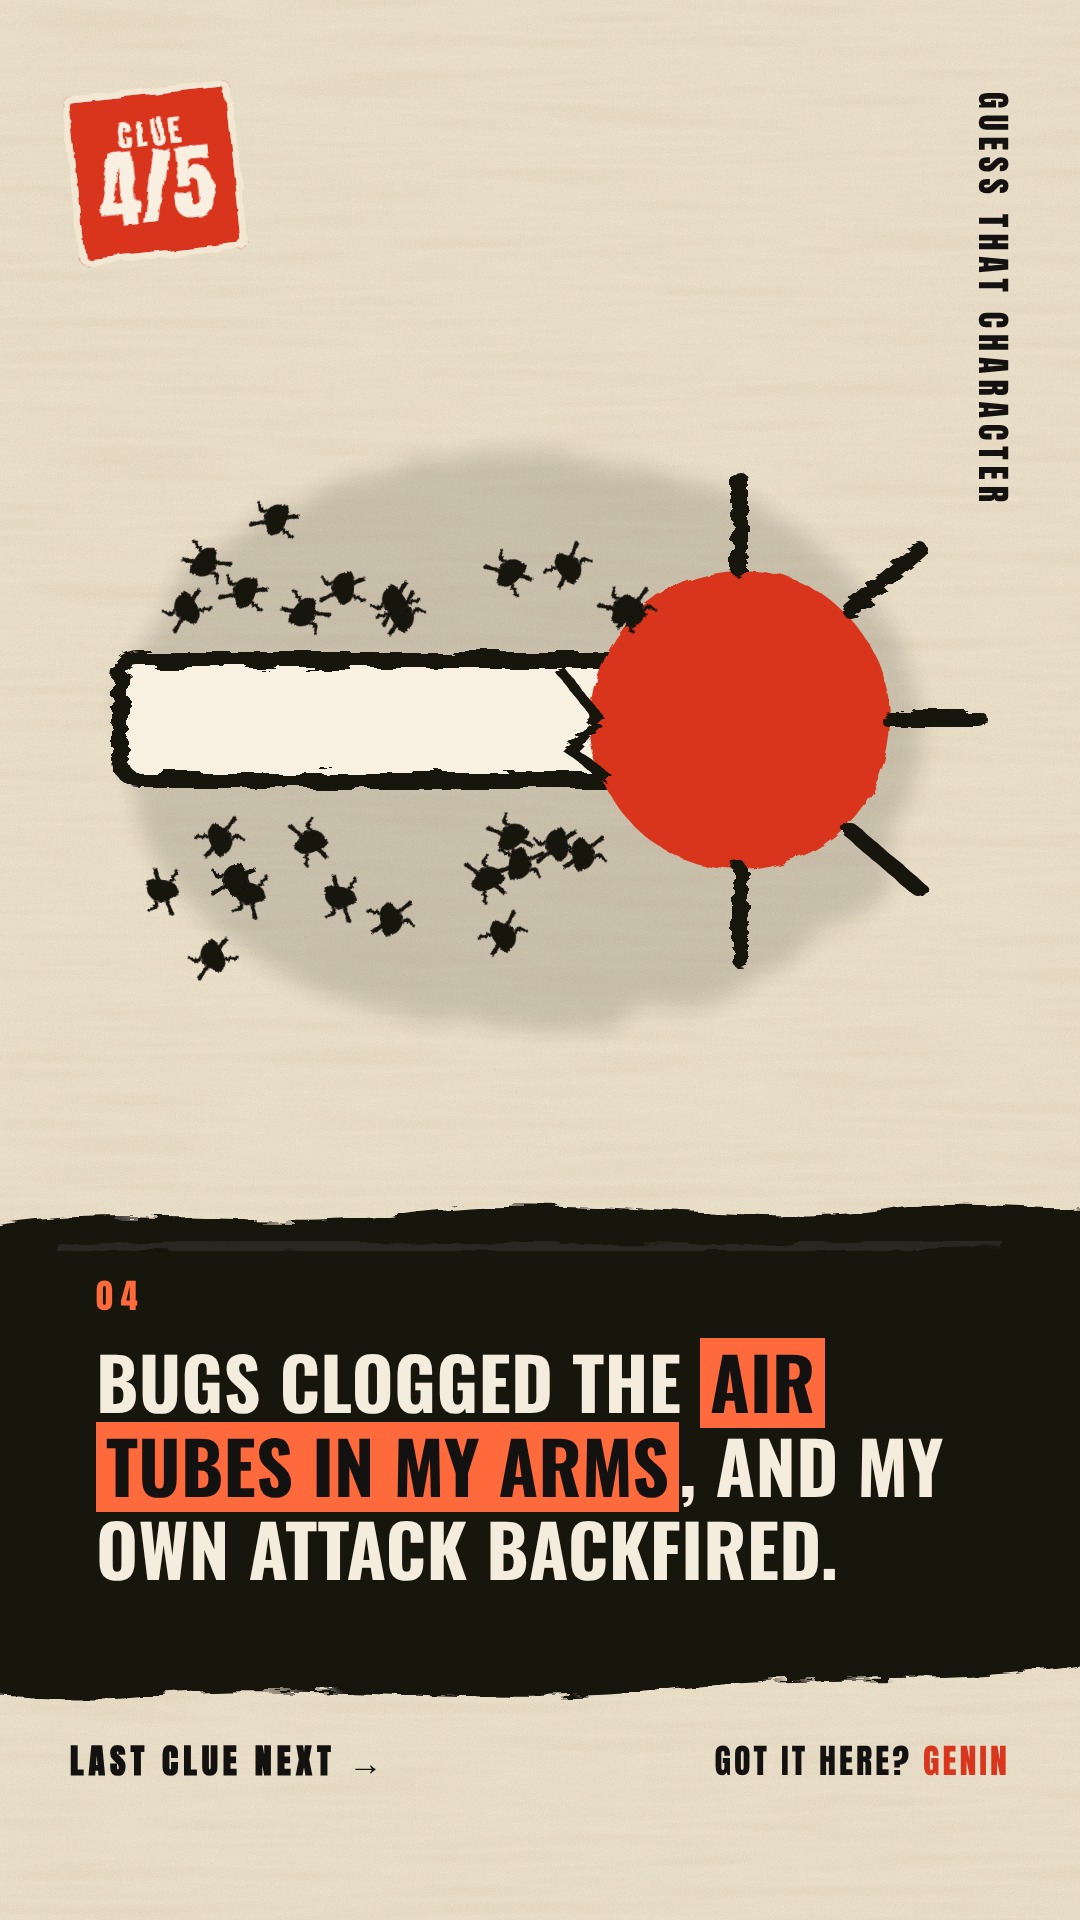 CLUE
4/5
GUESS THAT CHARACTER
04
BUGS CLOGGED THE AIR
TUBES IN MY ARMS, AND MY
OWN ATTACK BACKFIRED.
LAST CLUE NEXT →
GOT IT HERE? GENIN